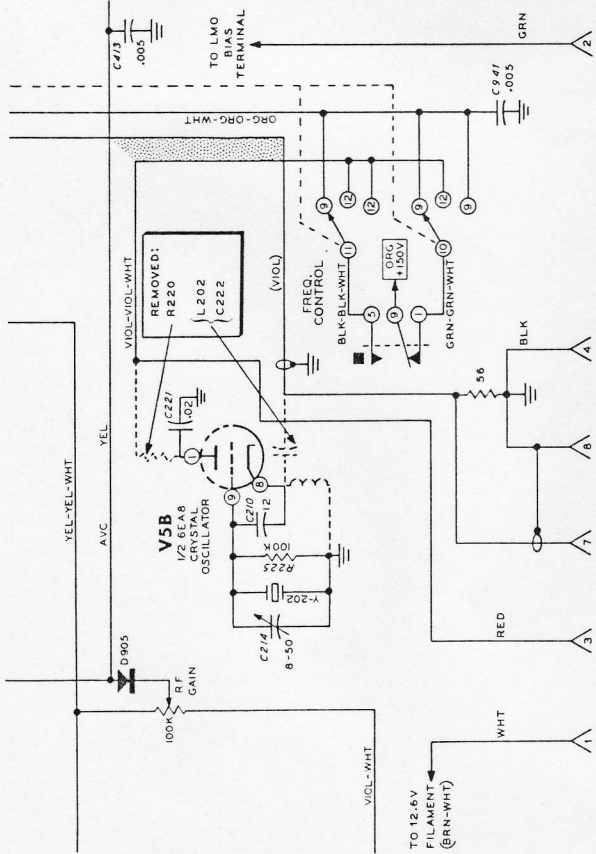 YEL-YEL-WHT
AVC
YEL
C413
.005
TO LMO
BIAS
TERMINAL
GRN
2
ORG-ORG-WHT
VIOL-VIOL-WHT
REMOVED:
R220
L202
C222
(VIOL)
FREQ.
CONTROL
BLK-BLK-WHT
GRN-GRN-WHT
ORG
+150V
11
10
5
9
1
9
12
12
9
12
9
C941
.005
C221
.02
1
9
8
V5B
1/2 6EA8
CRYSTAL
OSCILLATOR
C210
12
R225
100K
Y-202
C214
8-50
D905
RF
GAIN
100K
VIOL-WHT
56
BLK
4
8
7
RED
3
WHT
1
TO 12.6V
FILAMENT
(BRN-WHT)